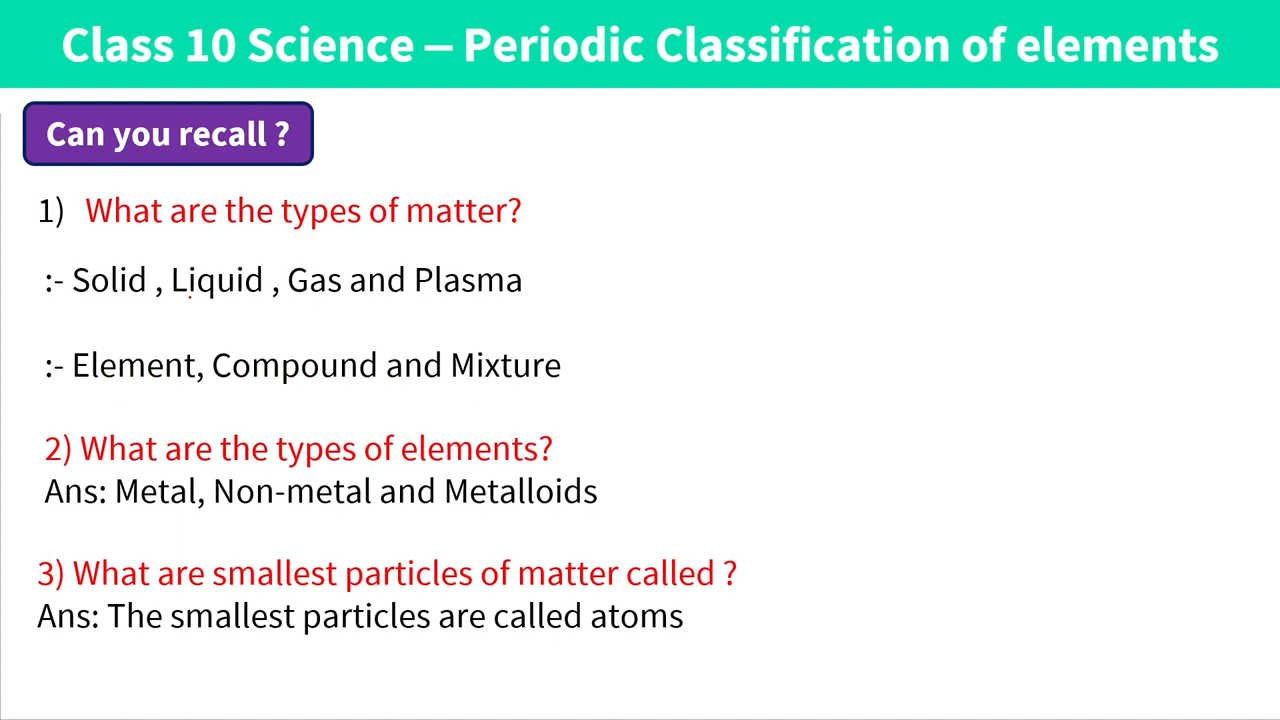 Class 10 Science – Periodic Classification of elements
Can you recall ?
1) What are the types of matter?
:- Solid , Liquid , Gas and Plasma
:- Element, Compound and Mixture
2) What are the types of elements?
Ans: Metal, Non-metal and Metalloids
3) What are smallest particles of matter called ?
Ans: The smallest particles are called atoms